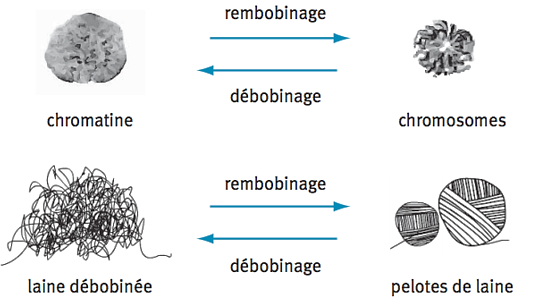 rembobinage
débobinage
chromatine
chromosomes
rembobinage
débobinage
laine débobinée
pelotes de laine